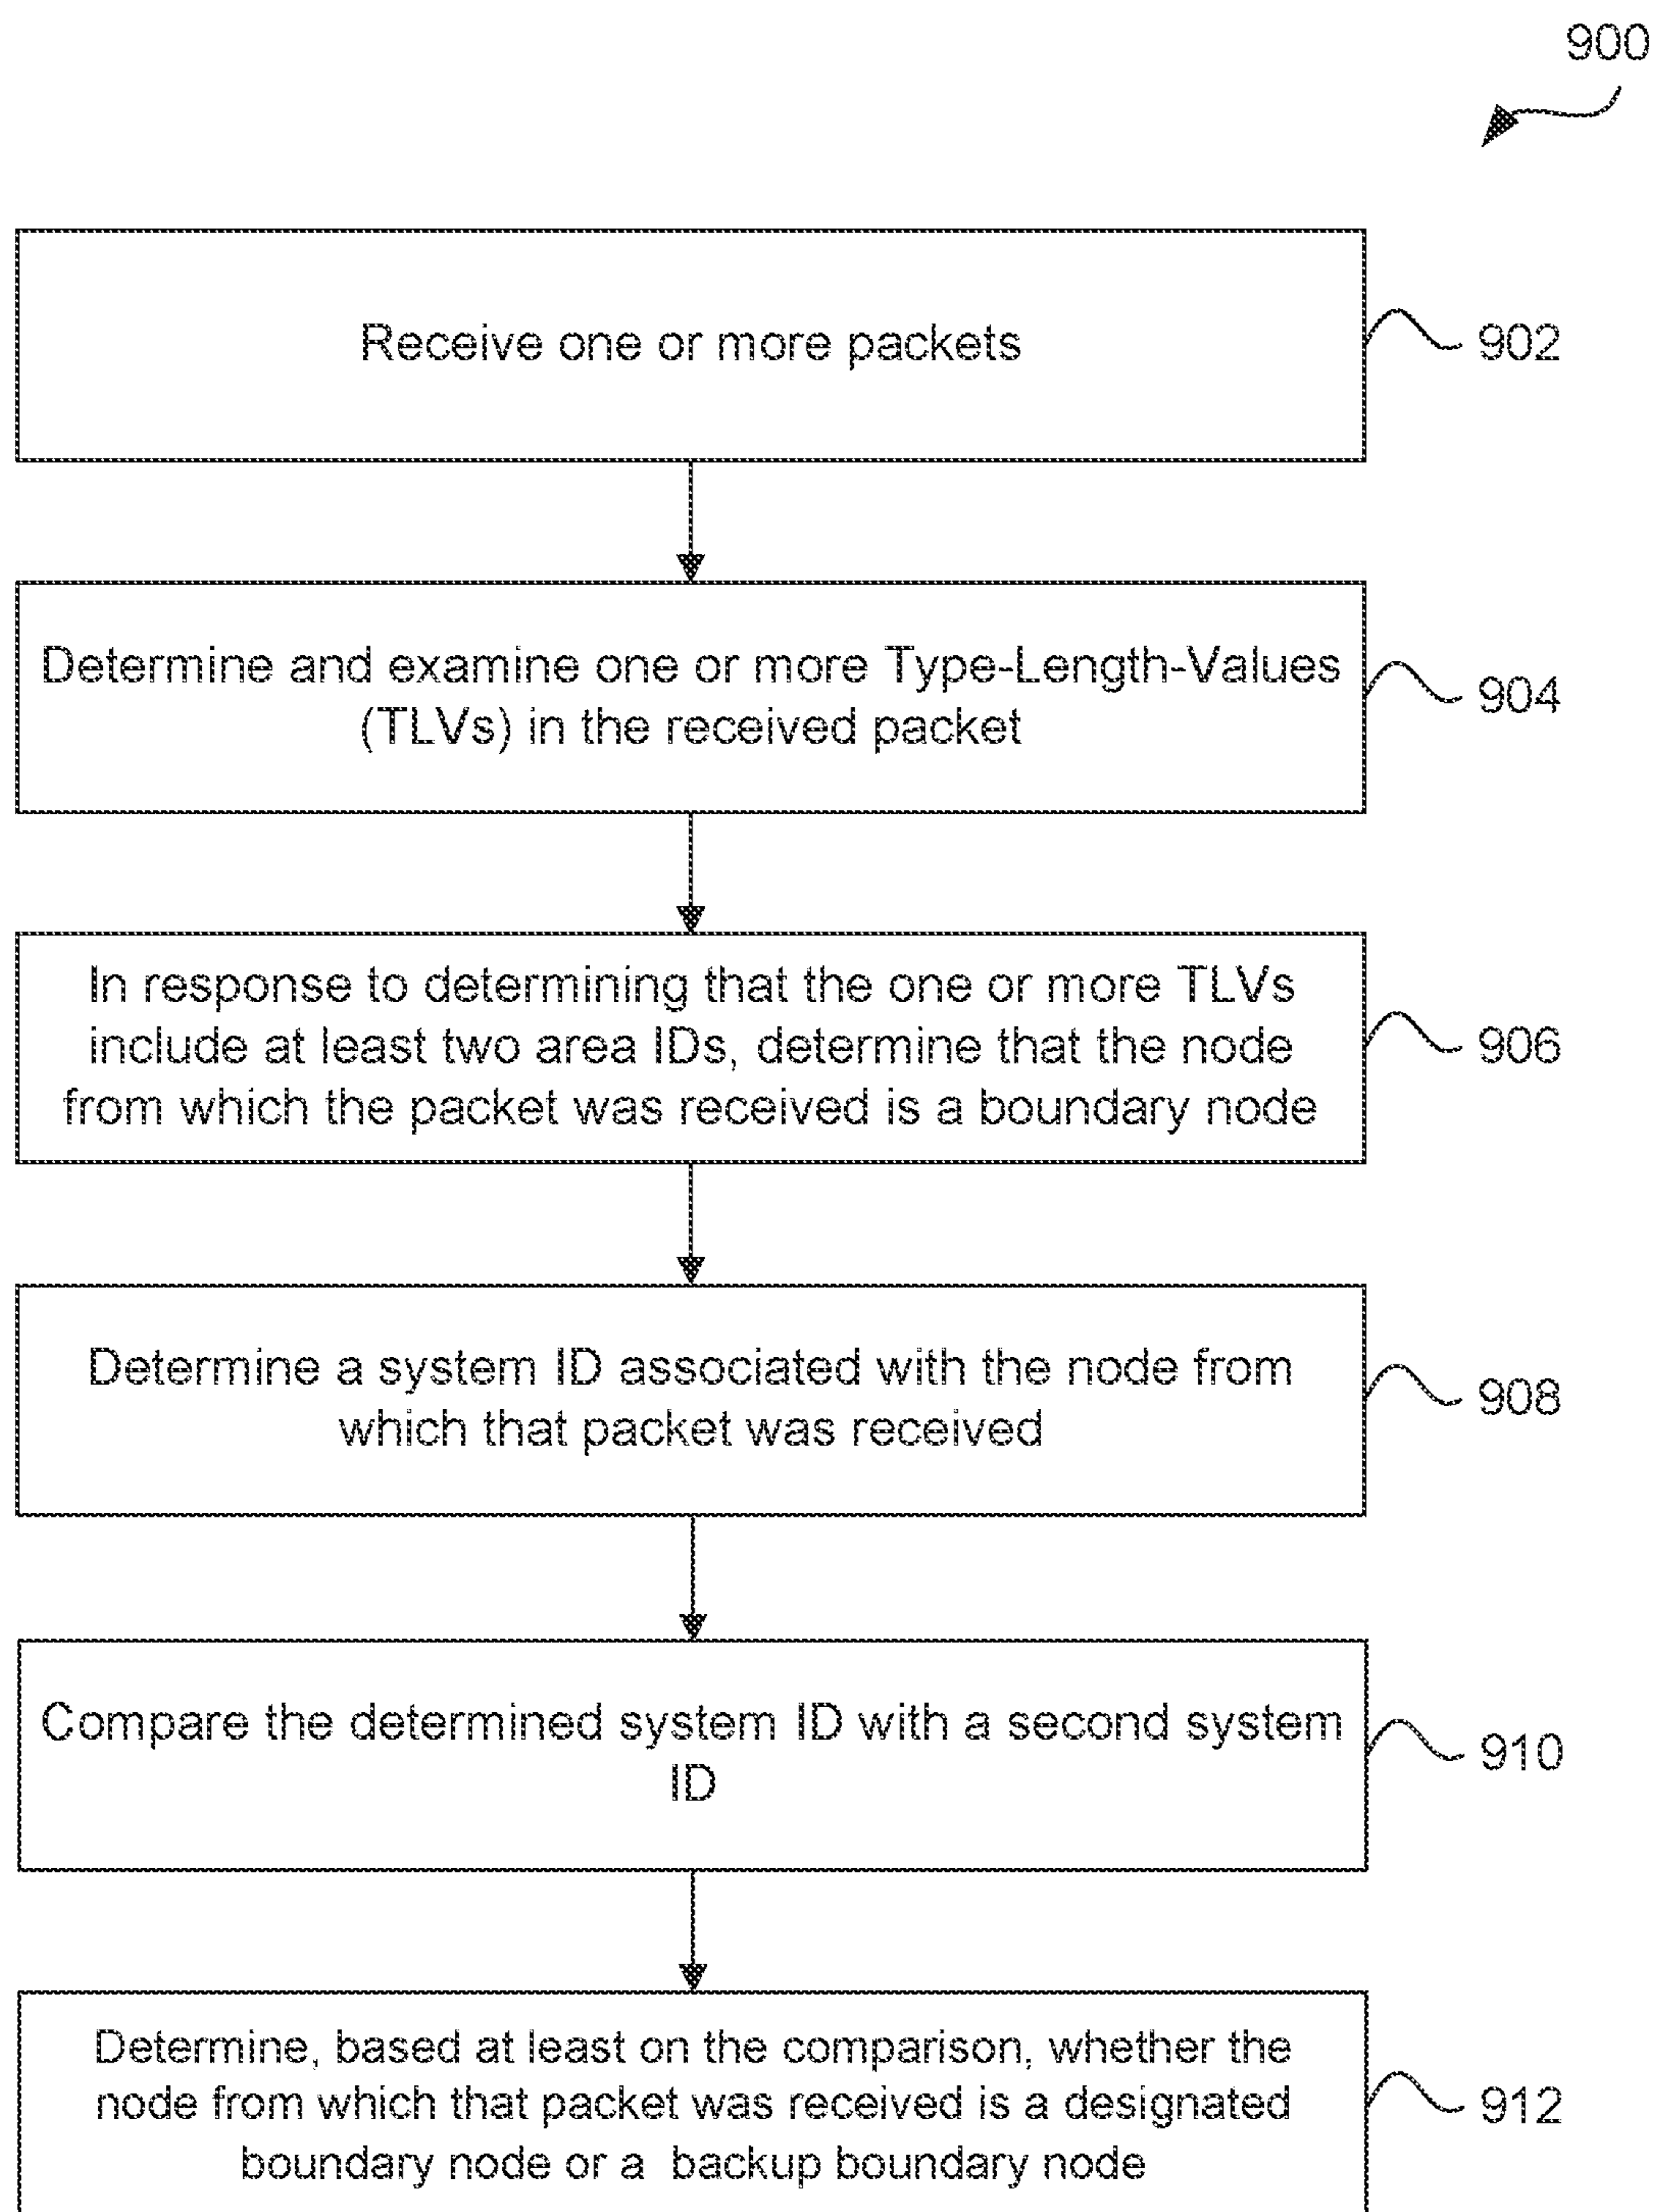 900
Receive one or more packets
902
Determine and examine one or more Type-Length-Values
(TLVs) in the received packet
904
In response to determining that the one or more TLVs
include at least two area IDs, determine that the node
from which the packet was received is a boundary node
906
Determine a system ID associated with the node from
which that packet was received
908
Compare the determined system ID with a second system
ID
910
Determine, based at least on the comparison, whether the
node from which that packet was received is a designated
boundary node or a backup boundary node
912